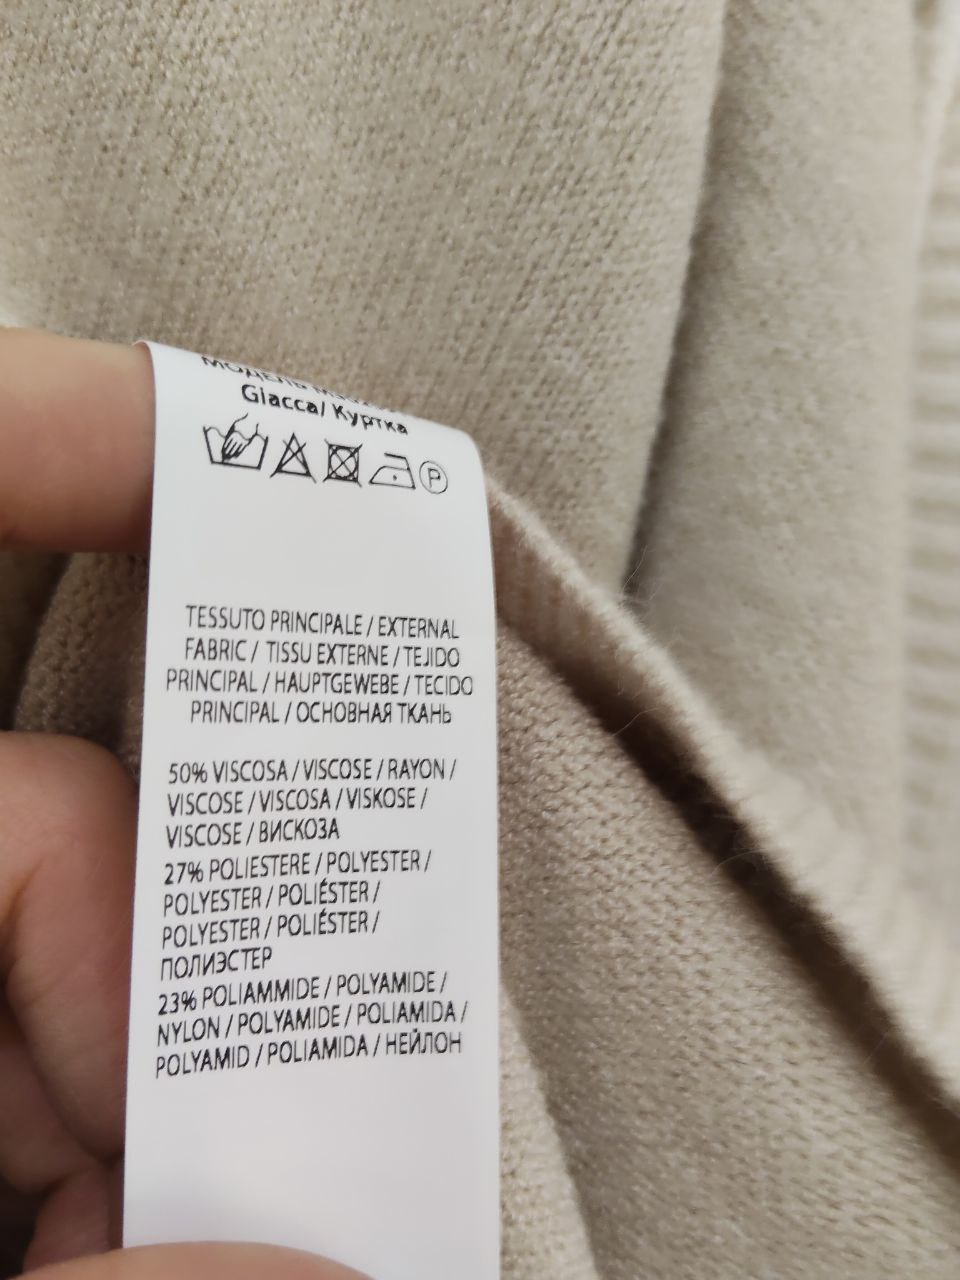 МОДЕЛЬ
Giacca/ Куртка
P
TESSUTO PRINCIPALE / EXTERNAL
FABRIC / TISSU EXTERNE / TEJIDO
PRINCIPAL / HAUPTGEWEBE / TECIDO
PRINCIPAL / ОСНОВНАЯ ТКАНЬ
50% VISCOSA / VISCOSE / RAYON /
VISCOSE / VISCOSA / VISKOSE /
VISCOSE / ВИСКОЗА
27% POLIESTERE / POLYESTER /
POLYESTER / POLIÉSTER /
POLYESTER / POLIÉSTER /
ПОЛИЭСТЕР
23% POLIAMMIDE / POLYAMIDE /
NYLON / POLYAMIDE / POLIAMIDA /
POLYAMID / POLIAMIDA / НЕЙЛОН